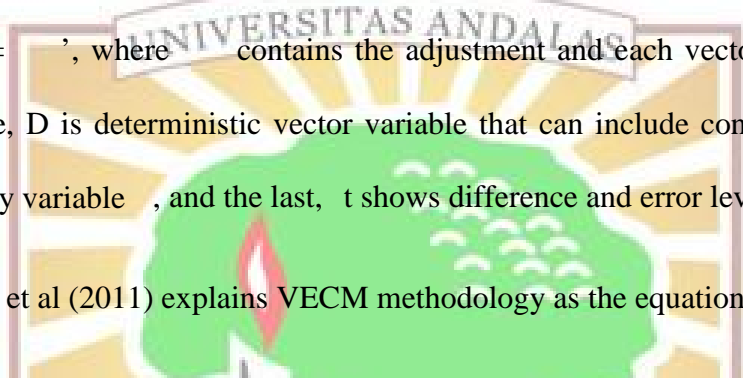 UNIVERSITAS ANDALAS
= ’, where contains the adjustment and each vecto
e, D is deterministic vector variable that can include con
y variable , and the last, t shows difference and error lev
et al (2011) explains VECM methodology as the equation